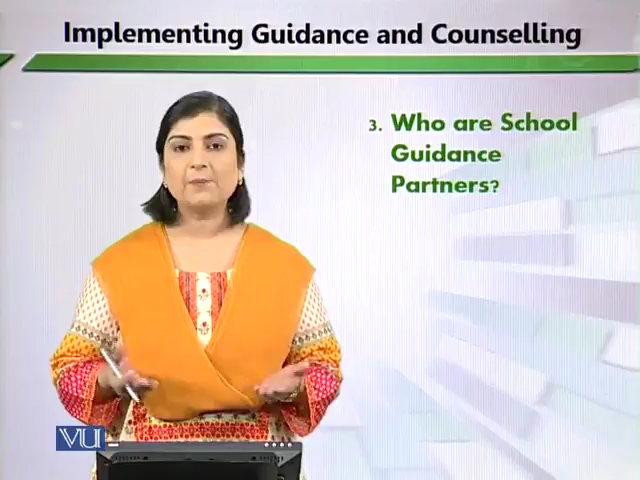 Implementing Guidance and Counselling
3. Who are School
Guidance
Partners?
VU